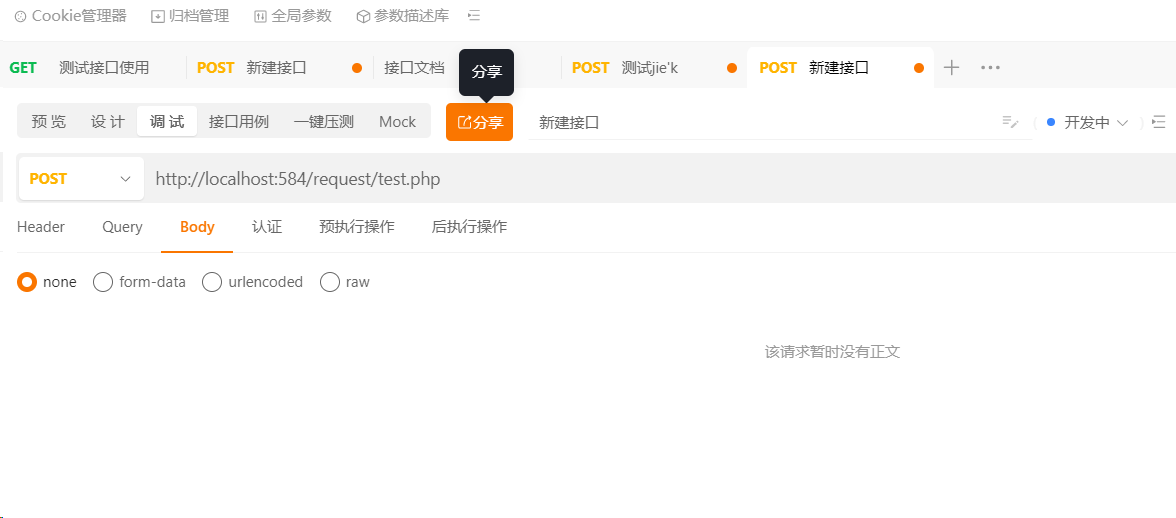 Cookie管理器 归档管理 全局参数 参数描述库
GET 测试接口使用 POST 新建接口 接口文档 POST 测试jie'k POST 新建接口
分享
预 览 设 计 调 试 接口用例 一键压测 Mock 分享 新建接口 开发中
POST http://localhost:584/request/test.php
Header Query Body 认证 预执行操作 后执行操作
none form-data urlencoded raw
该请求暂时没有正文